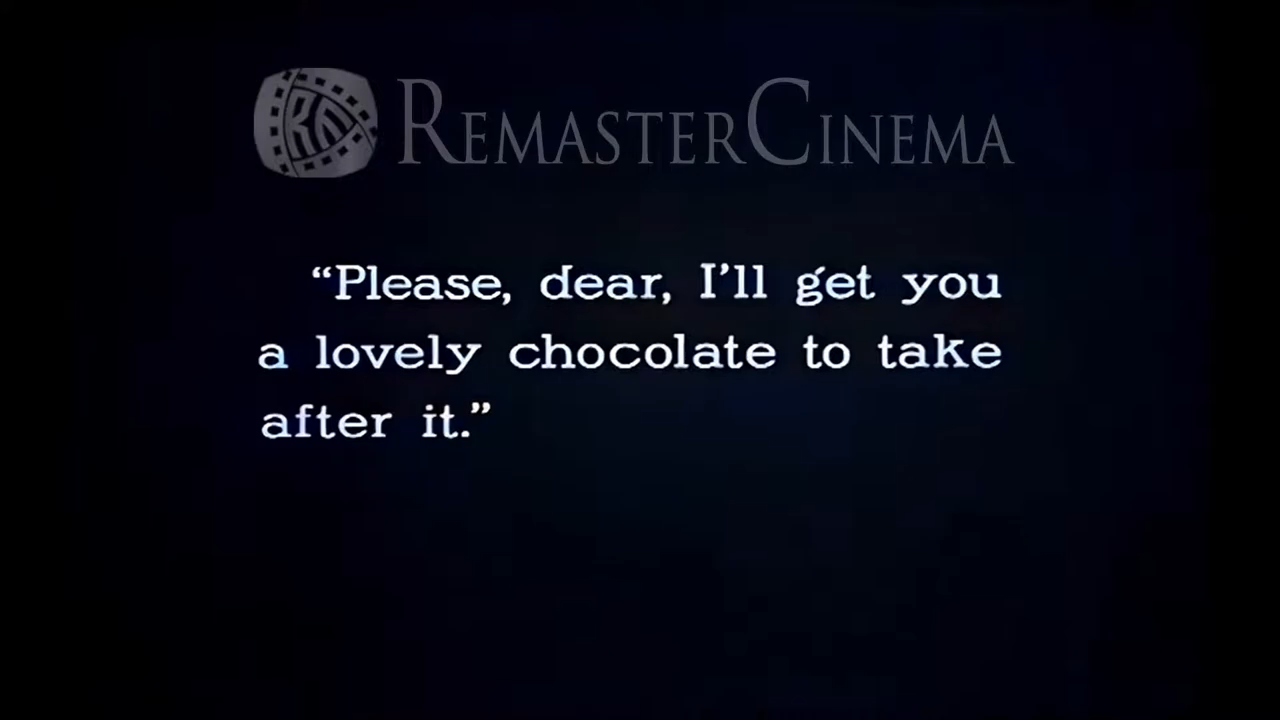 REMASTERCINEMA
“Please, dear, I’ll get you
a lovely chocolate to take
after it.”